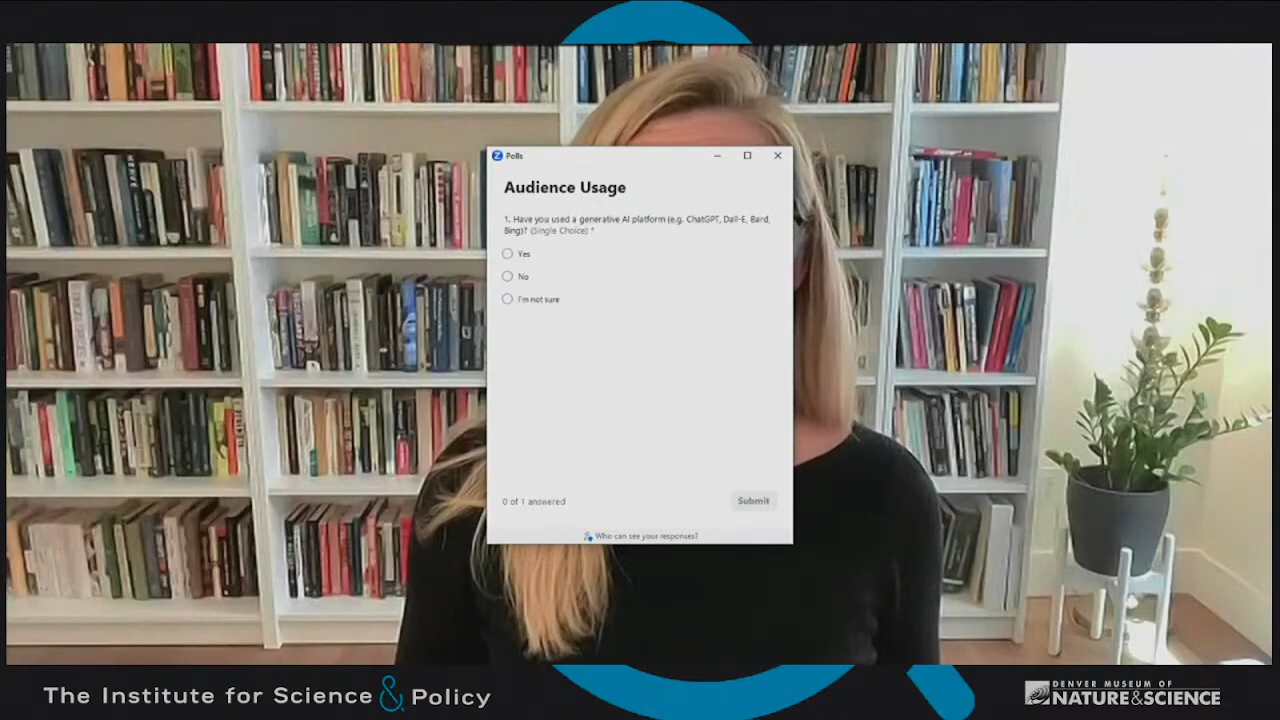 Polls
Audience Usage
1. Have you used a generative AI platform (e.g. ChatGPT, Dall-E, Bard,
Bing)? (Single Choice) *
Yes
No
I'm not sure
0 of 1 answered
Submit
Who can see your responses?
The Institute for Science & Policy
DENVER MUSEUM OF
NATURE & SCIENCE